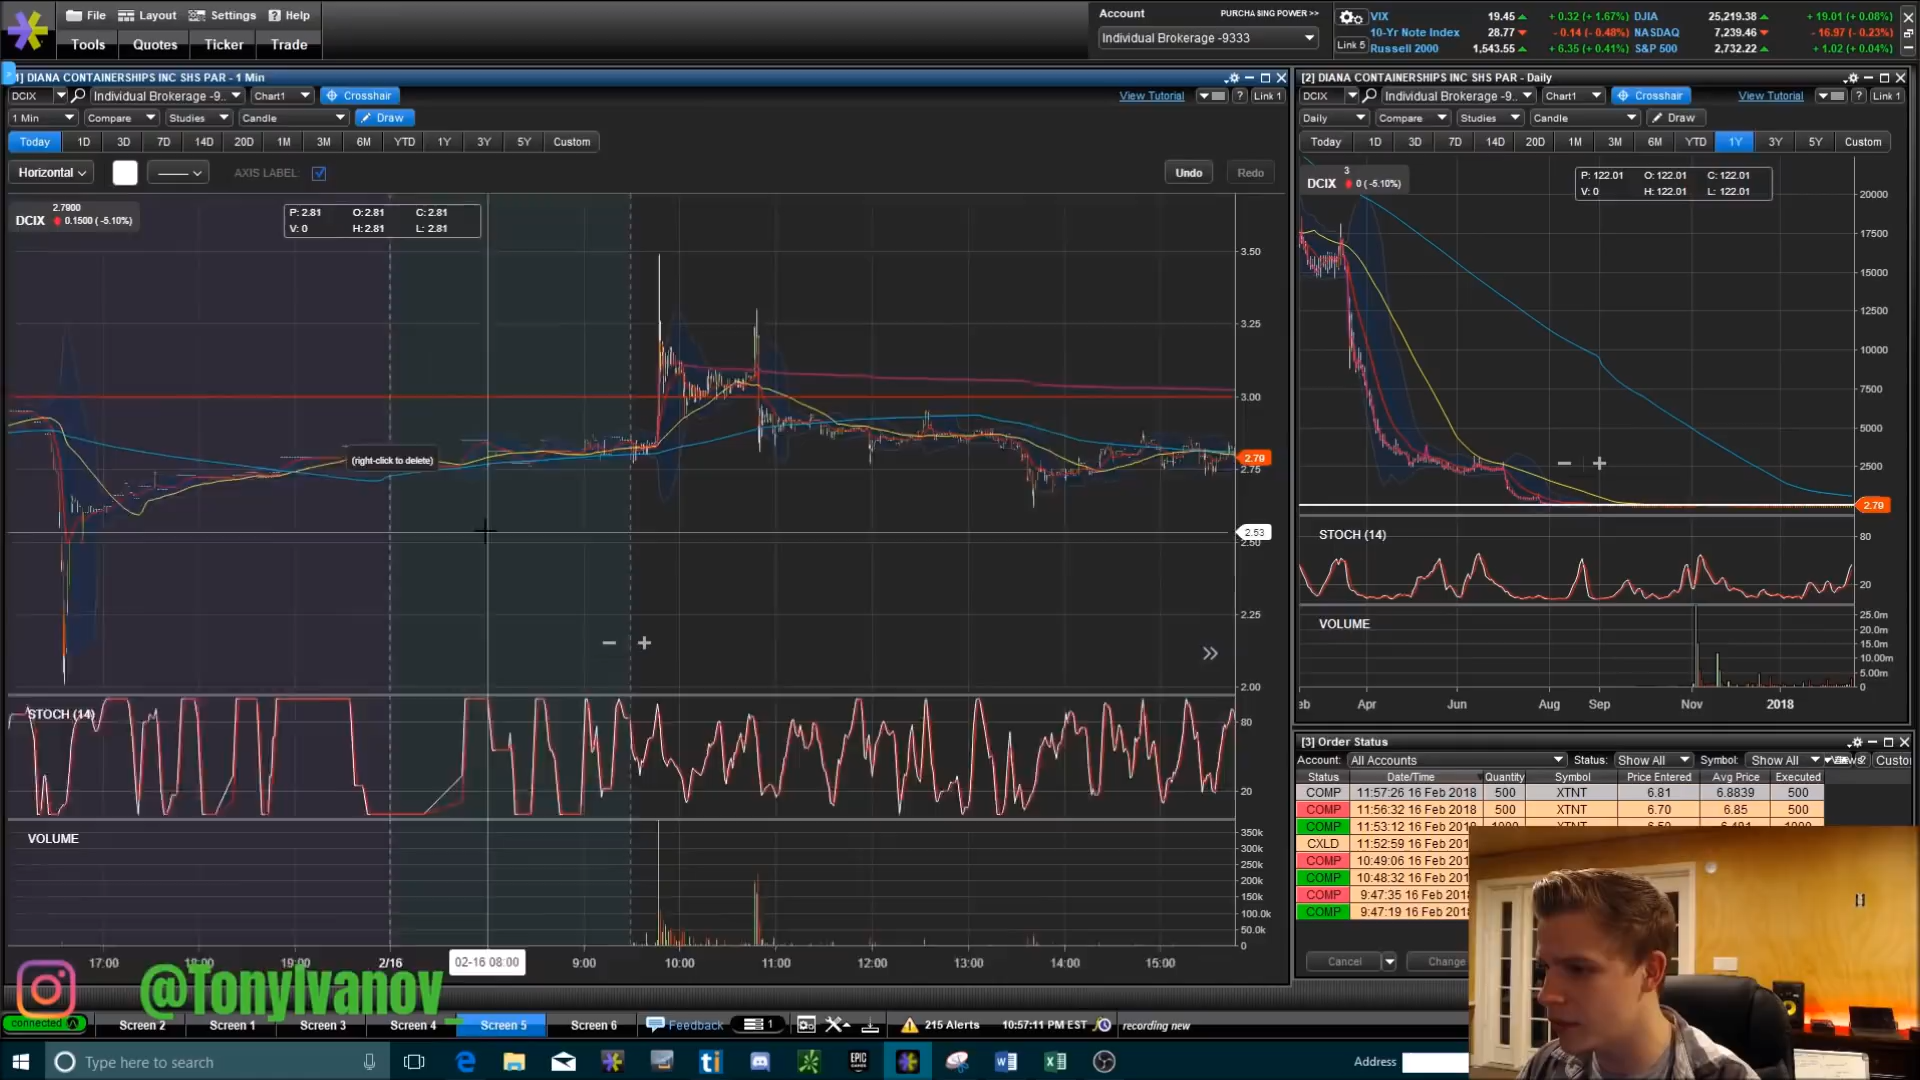 File Layout Settings Help
Tools Quotes Ticker Trade
Account PURCHASING POWER >>
Individual Brokerage -9333
Link 5
VIX 19.45 + 0.32 (+ 1.67%) DJIA 25,219.38 + 19.01 (+ 0.08%)
10-Yr Note Index 28.77 - 0.14 (- 0.48%) NASDAQ 7,239.46 - 16.97 (- 0.23%)
Russell 2000 1,543.55 + 6.35 (+ 0.41%) S&P 500 2,732.22 + 1.02 (+ 0.04%)
1] DIANA CONTAINERSHIPS INC SHS PAR - 1 Min
DCIX Individual Brokerage -9... Chart1 Crosshair View Tutorial ? Link 1
1 Min Compare Studies Candle Draw
Today 1D 3D 7D 14D 20D 1M 3M 6M YTD 1Y 3Y 5Y Custom
Horizontal AXIS LABEL: Undo Redo
2.7900
DCIX 0.1500 ( -5.10%)
P: 2.81 O: 2.81 C: 2.81
V: 0 H: 2.81 L: 2.81
(right-click to delete)
3.50
3.25
3.00
2.79
2.75
2.53
2.50
2.25
2.00
STOCH (14)
80
20
VOLUME
350k
300k
250k
200k
150k
100.0k
50.0k
0
17:00 18:00 19:00 2/16 02-16 08:00 9:00 10:00 11:00 12:00 13:00 14:00 15:00
[2] DIANA CONTAINERSHIPS INC SHS PAR - Daily
DCIX Individual Brokerage -9... Chart1 Crosshair View Tutorial ? Link 1
Daily Compare Studies Candle Draw
Today 1D 3D 7D 14D 20D 1M 3M 6M YTD 1Y 3Y 5Y Custom
3
DCIX 0 ( -5.10%)
P: 122.01 O: 122.01 C: 122.01
V: 0 H: 122.01 L: 122.01
20000
17500
15000
12500
10000
7500
5000
2500
2.79
STOCH (14)
80
20
VOLUME
25.0m
20.0m
15.0m
10.00m
5.00m
0
eb Apr Jun Aug Sep Nov 2018
[3] Order Status
Account: All Accounts Status: Show All Symbol: Show All Custo
Status Date/Time Quantity Symbol Price Entered Avg Price Executed
COMP 11:57:26 16 Feb 2018 500 XTNT 6.81 6.8839 500
COMP 11:56:32 16 Feb 2018 500 XTNT 6.70 6.85 500
COMP 11:53:12 16 Feb 201
CXLD 11:52:59 16 Feb 201
COMP 10:49:06 16 Feb 201
COMP 10:48:32 16 Feb 201
COMP 9:47:35 16 Feb 201
COMP 9:47:19 16 Feb 201
Cancel Change
@TonyIvanov_
connected Screen 2 Screen 1 Screen 3 Screen 4 Screen 5 Screen 6 Feedback 1 215 Alerts 10:57:11 PM EST recording new
Type here to search Address